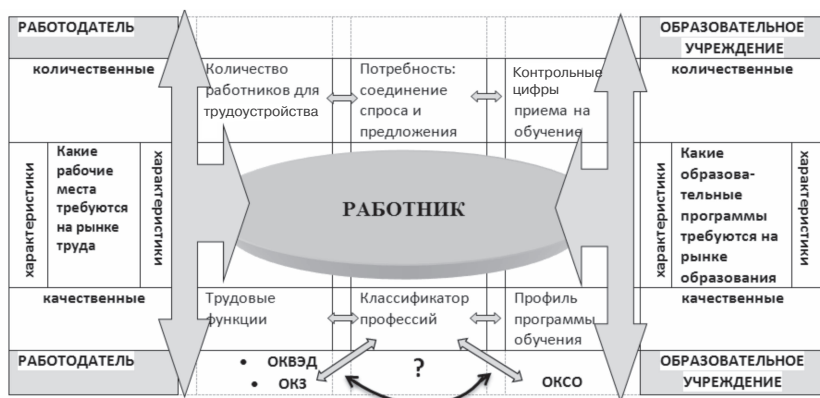 РАБОТОДАТЕЛЬ
ОБРАЗОВАТЕЛЬНОЕ
УЧРЕЖДЕНИЕ
количественные
Количество
работников для
трудоустройства
Потребность:
соединение
спроса и
предложения
Контрольные
цифры
приема на
обучение
количественные
характеристики
Какие
рабочие
места
требуются
на рынке
труда
характеристики
РАБОТНИК
характеристики
Какие
образова-
тельные
программы
требуются на
рынке
образования
характеристики
качественные
Трудовые
функции
Классификатор
профессий
Профиль
программы
обучения
качественные
РАБОТОДАТЕЛЬ
• ОКВЭД
• ОКЗ
?
ОКСО
ОБРАЗОВАТЕЛЬНОЕ
УЧРЕЖДЕНИЕ